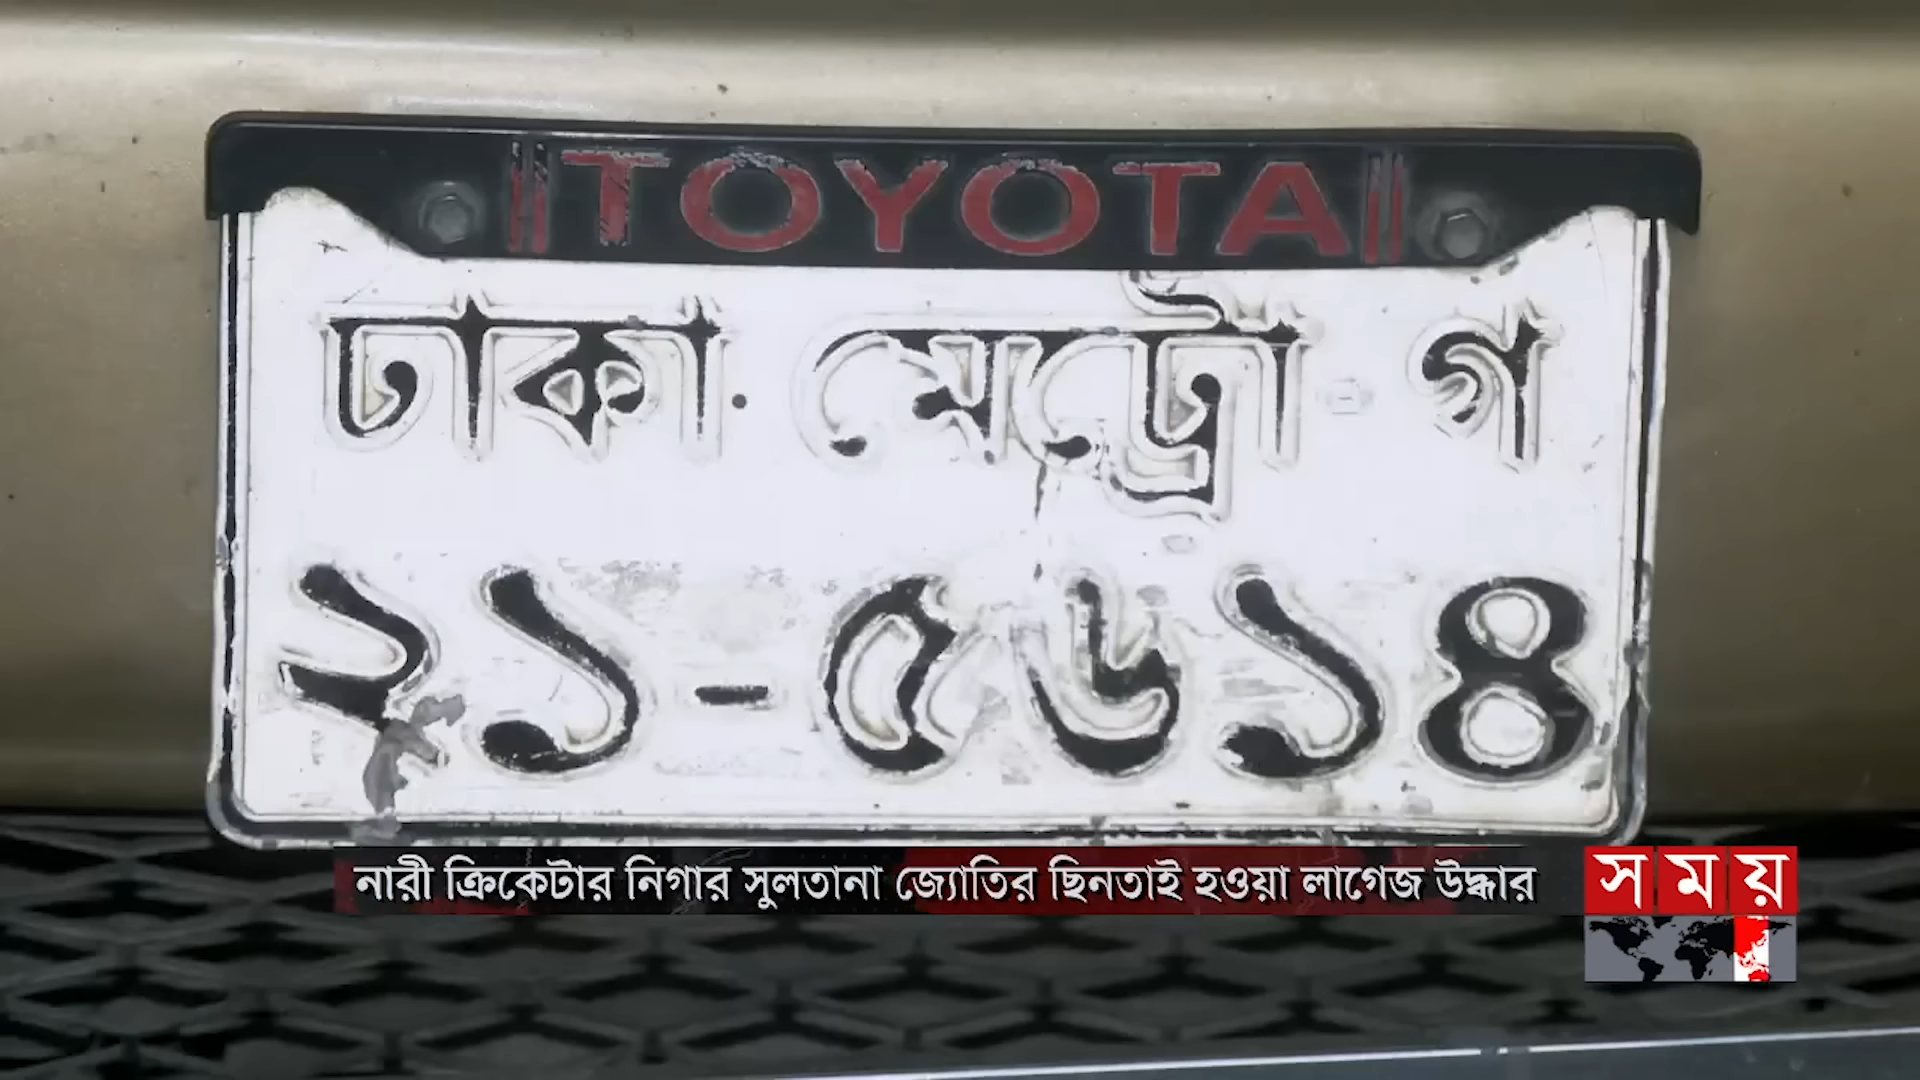 TOYOTA
ঢাকা মেট্রো গ
২১-৫৬১৪
নারী ক্রিকেটার নিগার সুলতানা জ্যোতির ছিনতাই হওয়া লাগেজ উদ্ধার
সময়